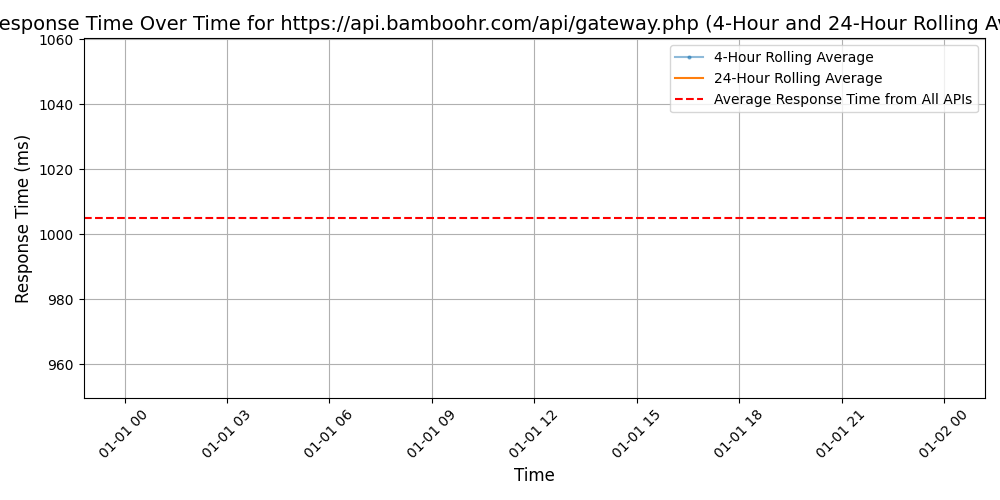 esponse Time Over Time for https://api.bamboohr.com/api/gateway.php (4-Hour and 24-Hour Rolling Av
4-Hour Rolling Average
24-Hour Rolling Average
Average Response Time from All APIs
Response Time (ms)
1060
1040
1020
1000
980
960
01-01 00
01-01 03
01-01 06
01-01 09
01-01 12
01-01 15
01-01 18
01-01 21
01-02 00
Time